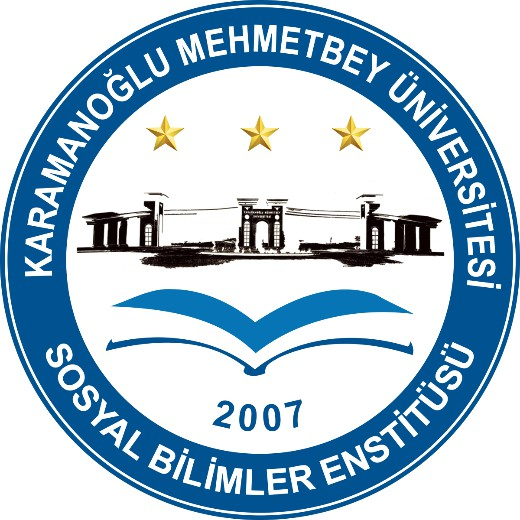 KARAMANOĞLU MEHMETBEY ÜNİVERSİTESİ
2007
SOSYAL BİLİMLER ENSTİTÜSÜ